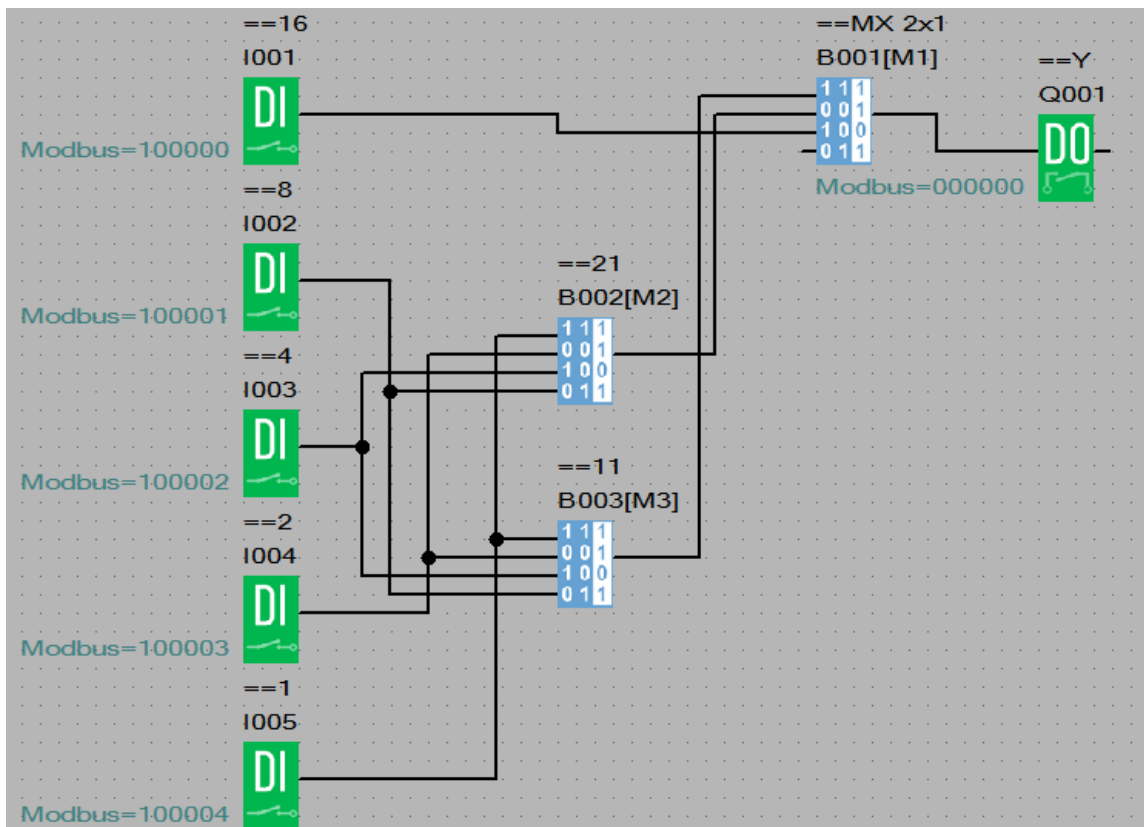 ==16
I001
DI
Modbus=100000
==8
I002
DI
Modbus=100001
==4
I003
DI
Modbus=100002
==2
I004
DI
Modbus=100003
==1
I005
DI
Modbus=100004
==21
B002[M2]
1 1 1
0 0 1
1 0 0
0 1 1
==11
B003[M3]
1 1 1
0 0 1
1 0 0
0 1 1
==MX 2x1
B001[M1]
1 1 1
0 0 1
1 0 0
0 1 1
Modbus=000000
==Y
Q001
DO